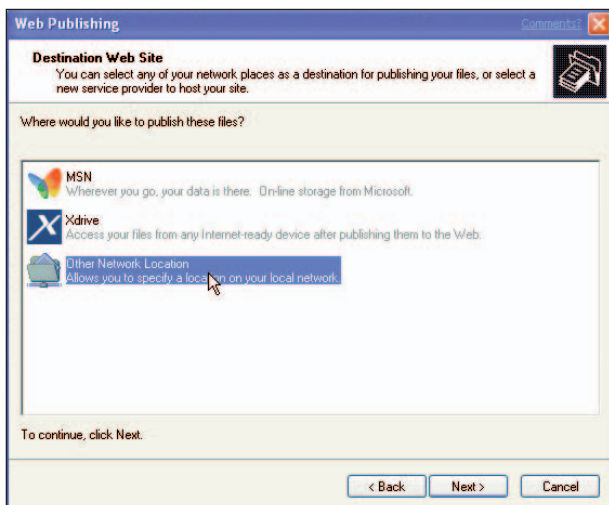 Web Publishing
Comments?
Destination Web Site
You can select any of your network places as a destination for publishing your files, or select a
new service provider to host your site.
Where would you like to publish these files?
MSN
Wherever you go, your data is there. On-line storage from Microsoft.
Xdrive
Access your files from any Internet-ready device after publishing them to the Web.
Other Network Location
Allows you to specify a location on your local network.
To continue, click Next.
< Back
Next >
Cancel